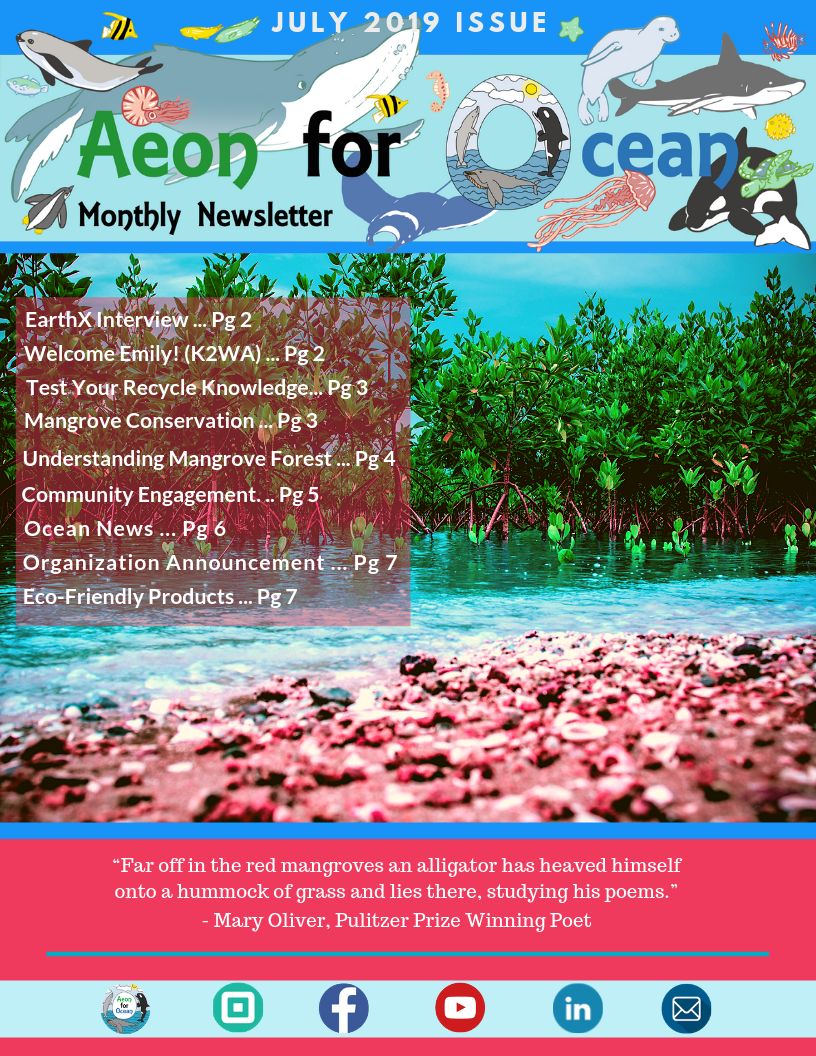 JULY 2019 ISSUE
Aeon for Ocean
Monthly Newsletter
EarthX Interview ... Pg 2
Welcome Emily! (K2WA) ... Pg 2
Test Your Recycle Knowledge... Pg 3
Mangrove Conservation ... Pg 3
Understanding Mangrove Forest ... Pg 4
Community Engagement. .. Pg 5
Ocean News ... Pg 6
Organization Announcement ... Pg 7
Eco-Friendly Products ... Pg 7
“Far off in the red mangroves an alligator has heaved himself
onto a hummock of grass and lies there, studying his poems.”
- Mary Oliver, Pulitzer Prize Winning Poet
Aeon
for
Ocean
f
in